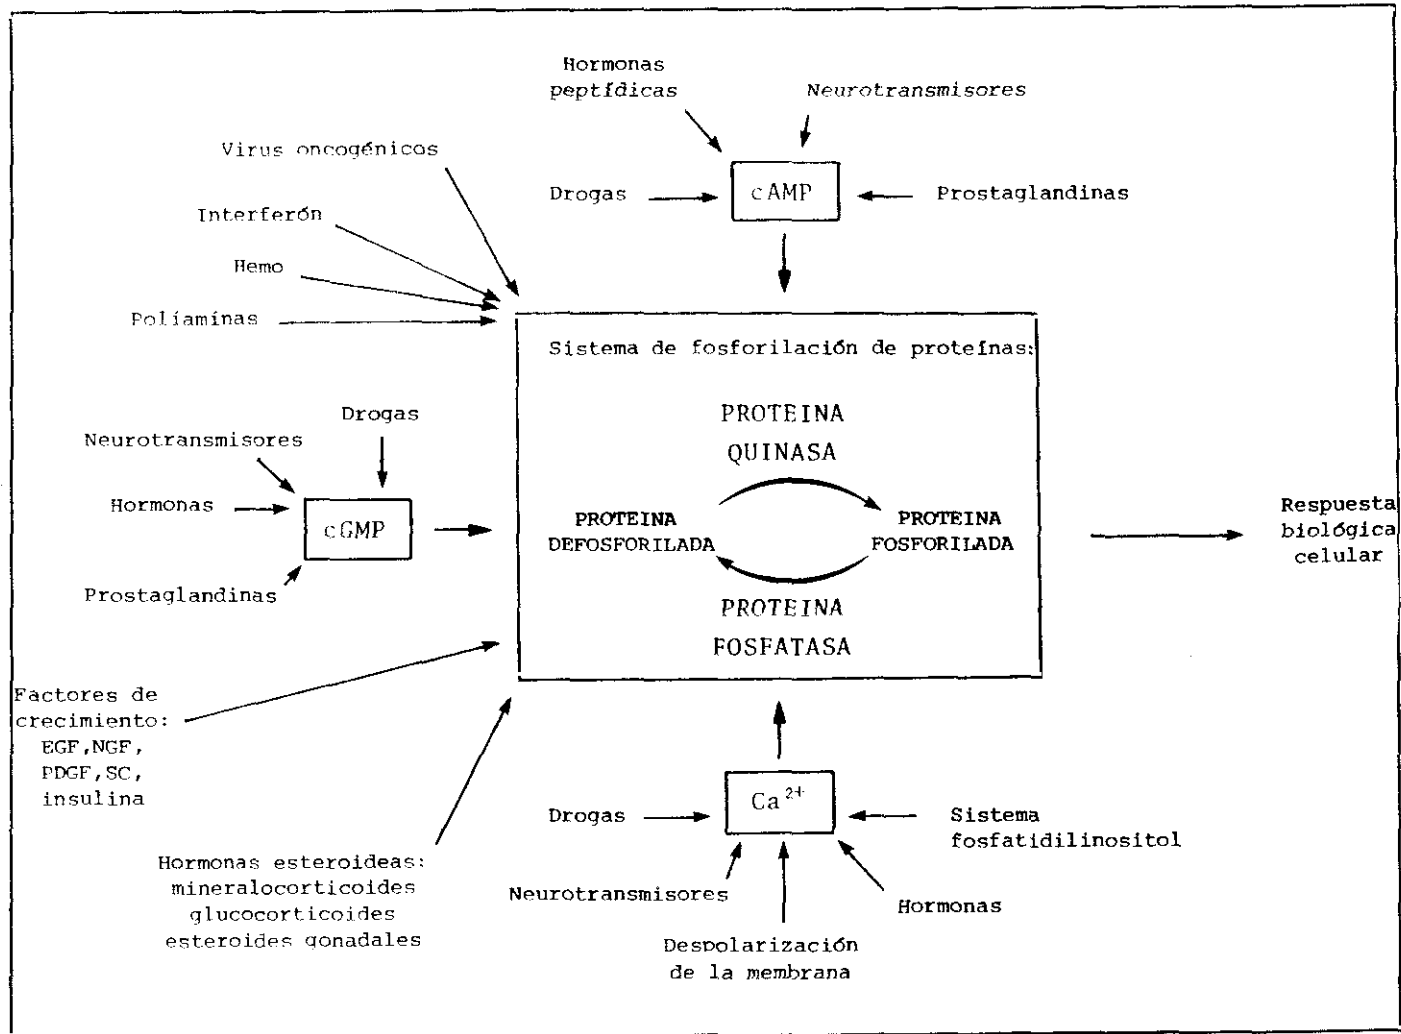 Hormonas
peptídicas
Neurotransmisores
Virus oncogénicos
Drogas
cAMP
Prostaglandinas
Interferón
Hemo
Poliaminas
Sistema de fosforilación de proteínas:
PROTEINA
QUINASA
Drogas
Neurotransmisores
Hormonas
cGMP
Prostaglandinas
PROTEINA
DEFOSFORILADA
PROTEINA
FOSFORILADA
PROTEINA
FOSFATASA
Respuesta
biológica
celular
Factores de
crecimiento:
EGF,NGF,
PDGF,SC,
insulina
Hormonas esteroideas:
mineralocorticoides
glucocorticoides
esteroides gonadales
Drogas
Ca2+
Sistema
fosfatidilinositol
Neurotransmisores
Hormonas
Despolarización
de la membrana